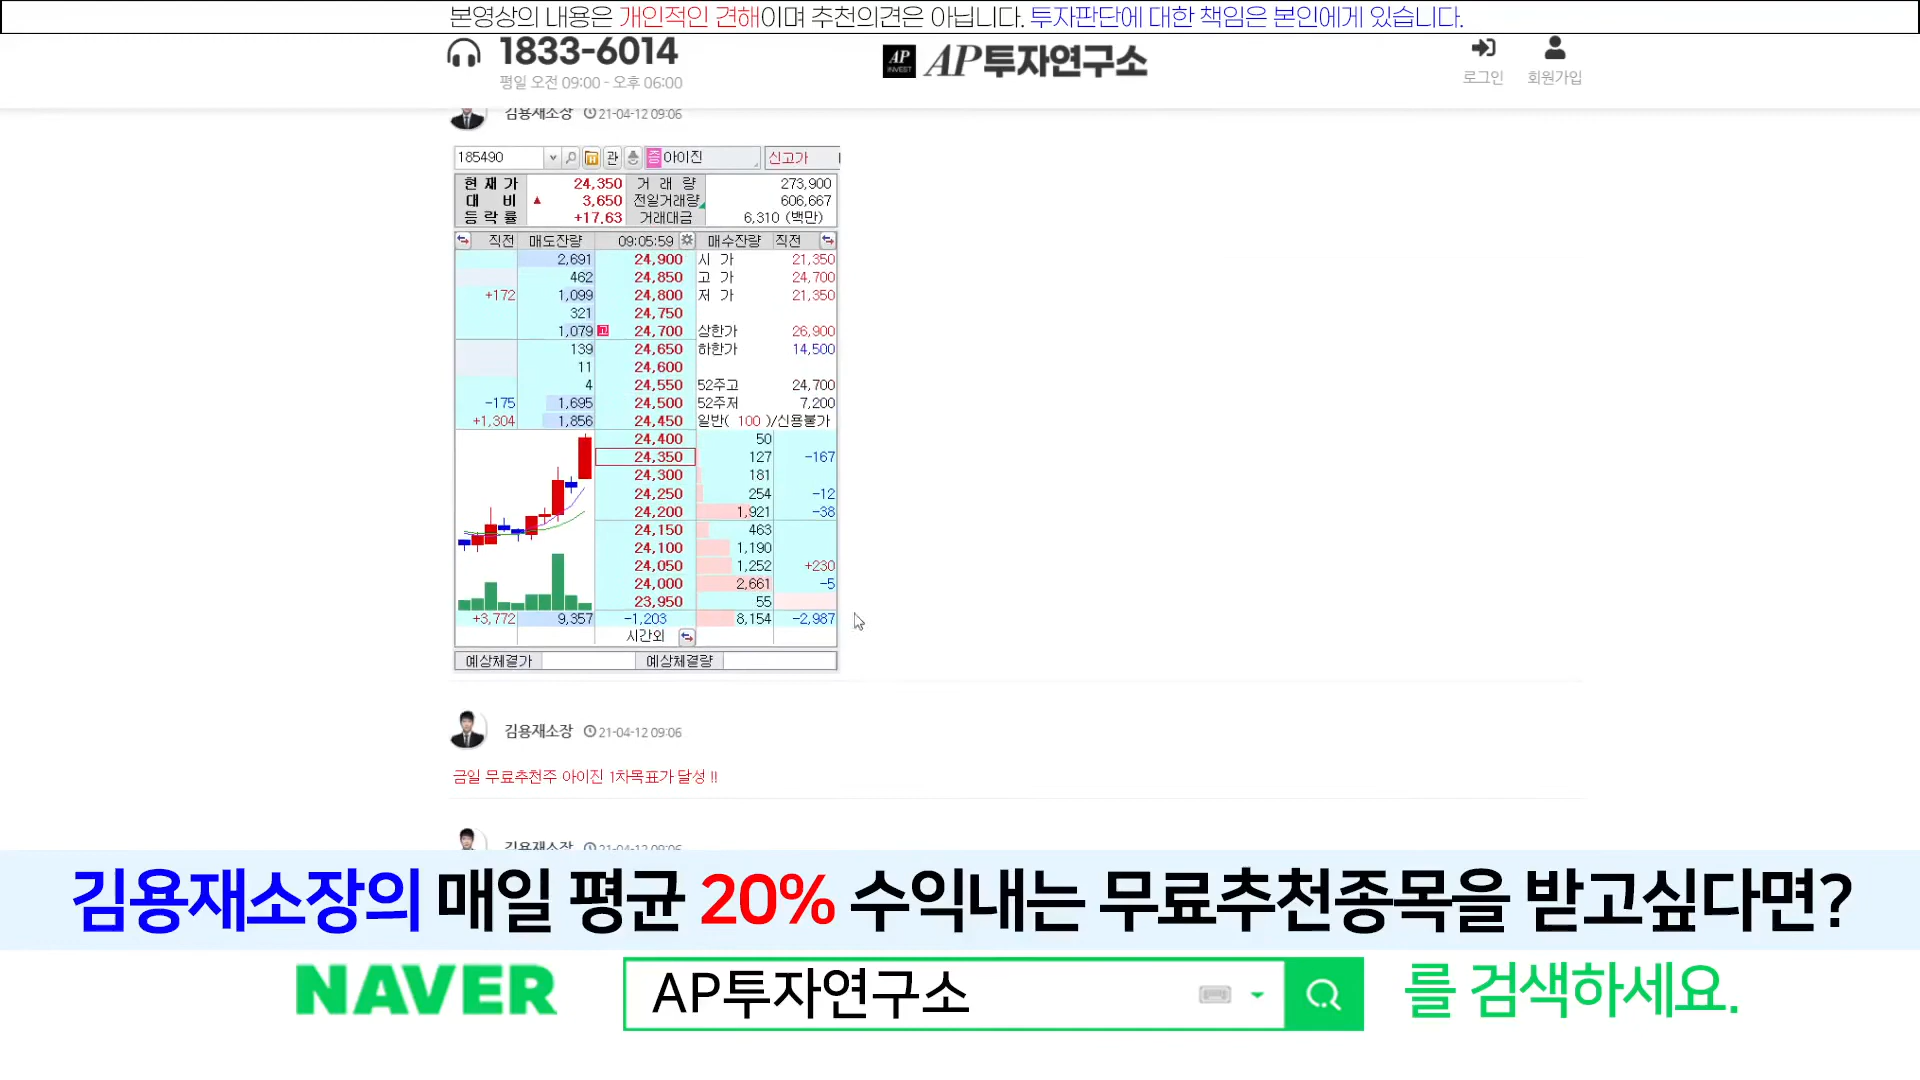 본영상의 내용은 개인적인 견해이며 추천의견은 아닙니다. 투자판단에 대한 책임은 본인에게 있습니다.
1833-6014
평일 오전 09:00 - 오후 06:00
AP INVEST AP투자연구소
로그인 회원가입
김용재소장 21-04-12 09:06
185490 관 증 아이진 신고가
현재가 24,350 거래량 273,900
대비 ▲ 3,650 전일거래량 606,667
등락률 +17,63 거래대금 6,310 (백만)
직전 매도잔량 09:05:59 매수잔량 직전
2,691 24,900 시 가 21,350
462 24,850 고 가 24,700
+172 1,099 24,800 저 가 21,350
321 24,750
1,079 고 24,700 상한가 26,900
139 24,650 하한가 14,500
11 24,600
4 24,550 52주고 24,700
-175 1,695 24,500 52주저 7,200
+1,304 1,856 24,450 일반( 100 )/신용불가
24,400 50
24,350 127 -167
24,300 181
24,250 254 -12
24,200 1,921 -38
24,150 463
24,100 1,190
24,050 1,252 +230
24,000 2,661 -5
23,950 55
+3,772 9,357 -1,203 8,154 -2,987
시간외
예상체결가 예상체결량
김용재소장 21-04-12 09:06
금일 무료추천주 아이진 1차목표가 달성 !!
김용재소장 21-04-12 09:06
김용재소장의 매일 평균 20% 수익내는 무료추천종목을 받고싶다면?
NAVER AP투자연구소 를 검색하세요.